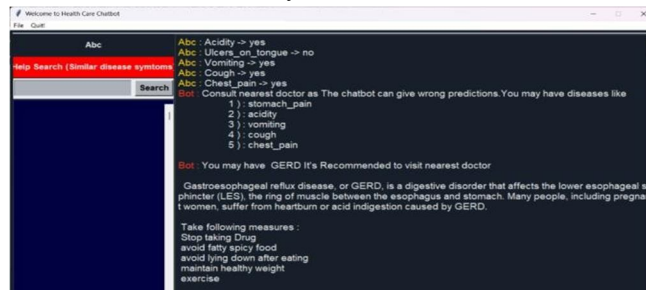 Welcome to Health Care Chatbot
File Quit!
Abc
Help Search (Similar disease symtoms
Search
Abc : Acidity -> yes
Abc : Ulcers_on_tongue -> no
Abc : Vomiting -> yes
Abc : Cough -> yes
Abc : Chest_pain -> yes
Bot : Consult nearest doctor as The chatbot can give wrong predictions.You may have diseases like
1 ) : stomach_pain
2 ) : acidity
3 ) : vomiting
4 ) : cough
5 ) : chest_pain
Bot : You may have GERD It's Recommended to visit nearest doctor
Gastroesophageal reflux disease, or GERD, is a digestive disorder that affects the lower esophageal s
phincter (LES), the ring of muscle between the esophagus and stomach. Many people, including pregna
t women, suffer from heartburn or acid indigestion caused by GERD.
Take following measures :
Stop taking Drug
avoid fatty spicy food
avoid lying down after eating
maintain healthy weight
exercise